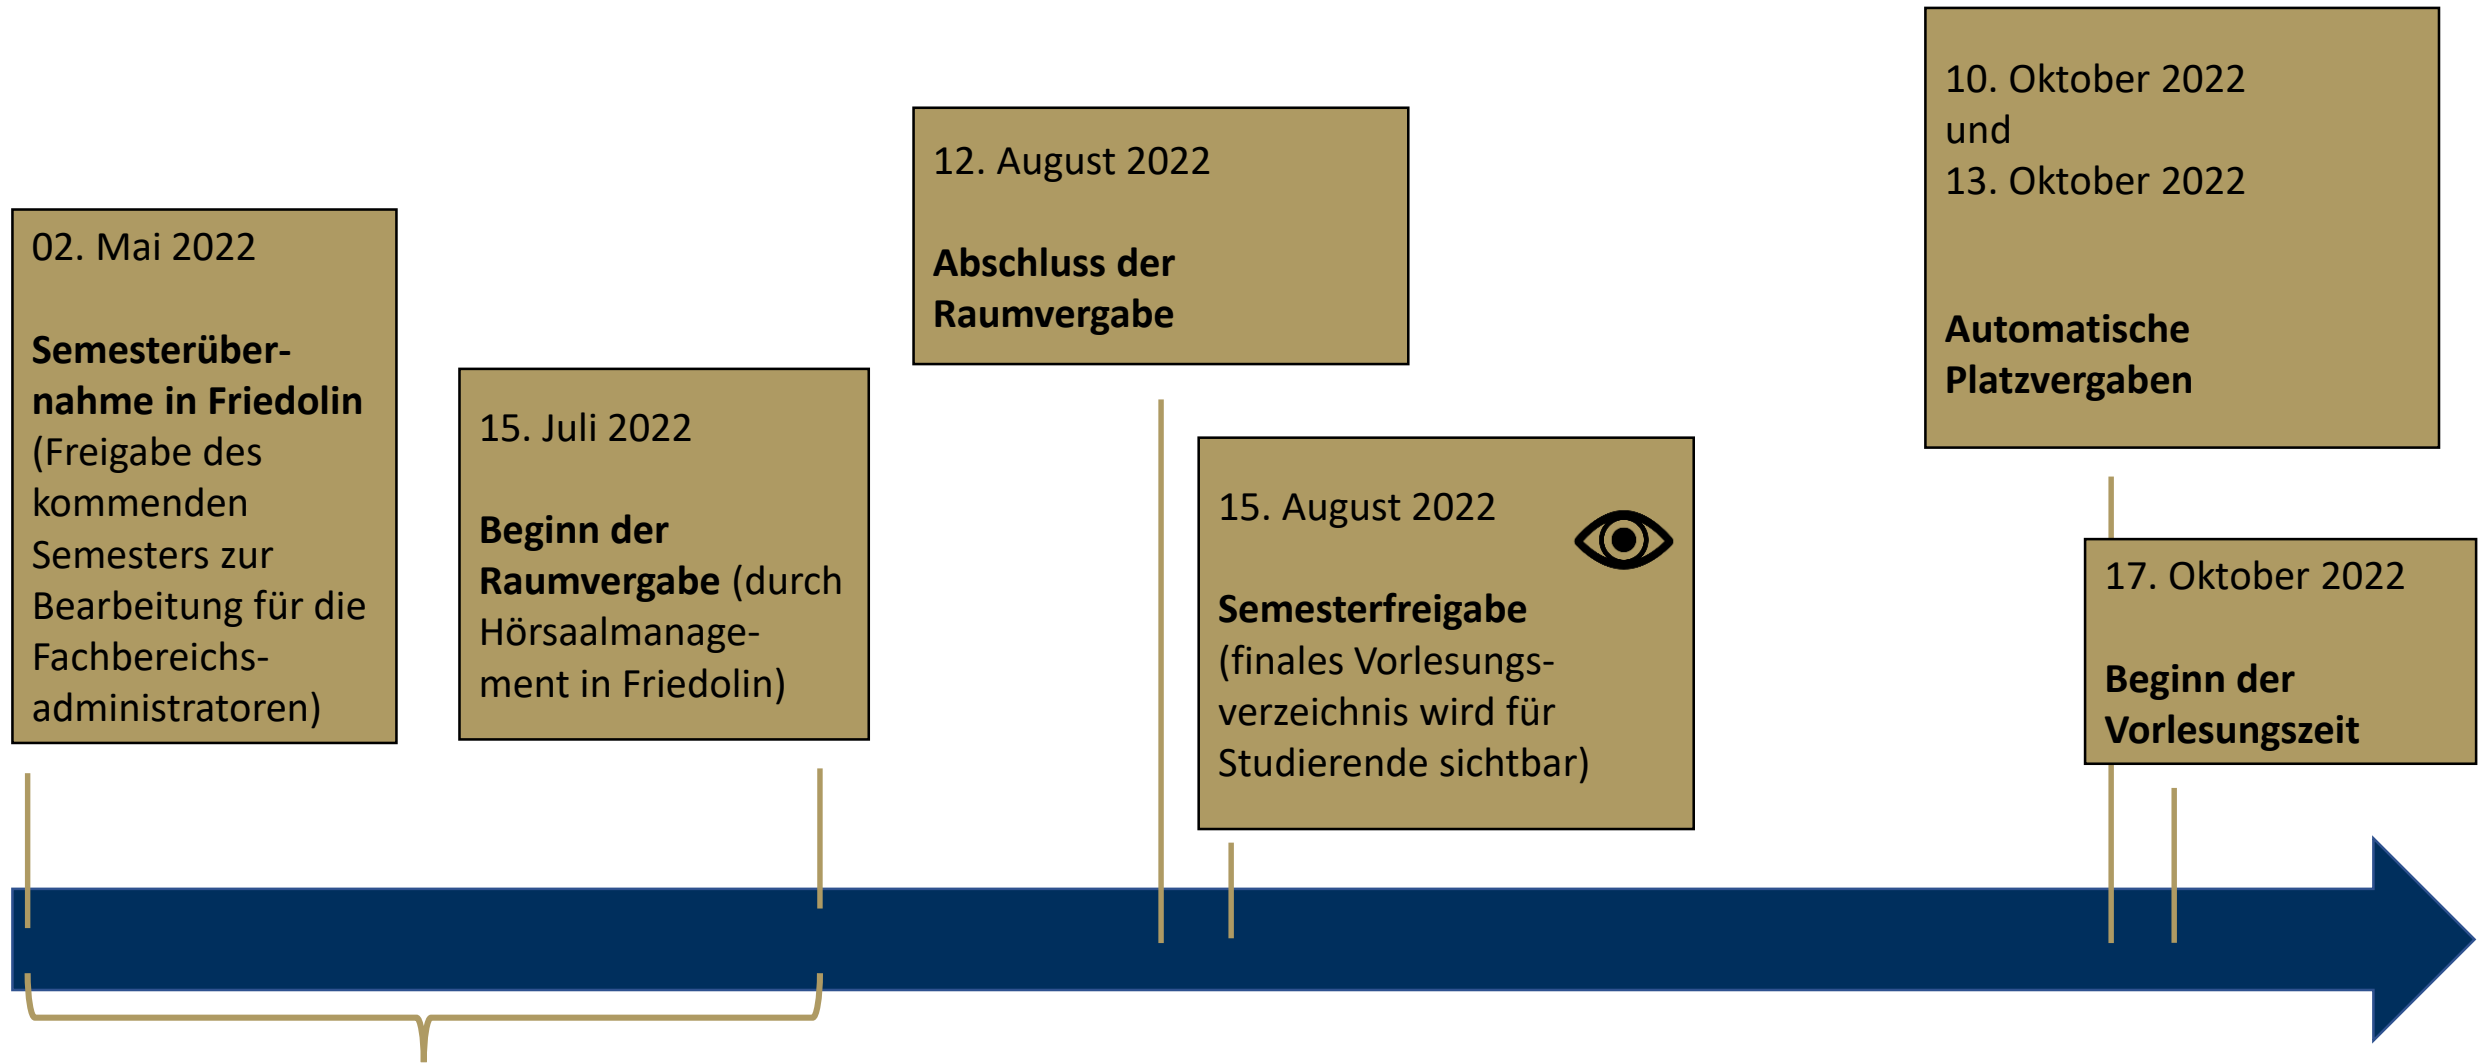 02. Mai 2022
Semesterüber-
nahme in Friedolin
(Freigabe des
kommenden
Semesters zur
Bearbeitung für die
Fachbereichs-
administratoren)
15. Juli 2022
Beginn der
Raumvergabe (durch
Hörsaalmanage-
ment in Friedolin)
12. August 2022
Abschluss der
Raumvergabe
15. August 2022
Semesterfreigabe
(finales Vorlesungs-
verzeichnis wird für
Studierende sichtbar)
10. Oktober 2022
und
13. Oktober 2022
Automatische
Platzvergaben
17. Oktober 2022
Beginn der
Vorlesungszeit